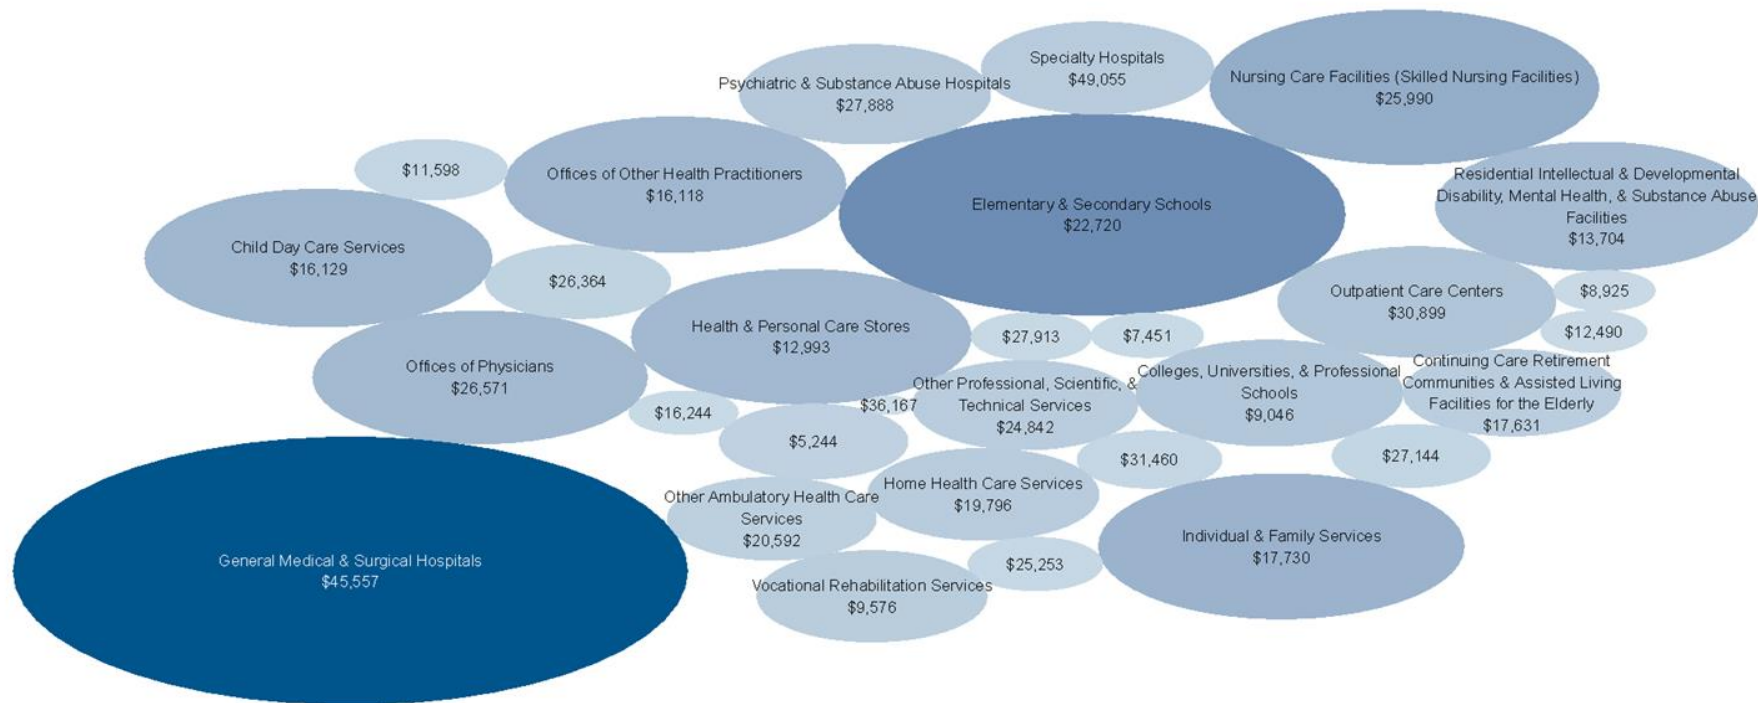 Specialty Hospitals
$49,055
Psychiatric & Substance Abuse Hospitals
$27,888
Nursing Care Facilities (Skilled Nursing Facilities)
$25,990
$11,598
Offices of Other Health Practitioners
$16,118
Elementary & Secondary Schools
$22,720
Residential Intellectual & Developmental
Disability, Mental Health, & Substance Abuse
Facilities
$13,704
Child Day Care Services
$16,129
$26,364
Outpatient Care Centers
$30,899
$8,925
$12,490
Health & Personal Care Stores
$12,993
$27,913
$7,451
Offices of Physicians
$26,571
Other Professional, Scientific, &
Technical Services
$24,842
Colleges, Universities, & Professional
Schools
$9,046
Continuing Care Retirement
Communities & Assisted Living
Facilities for the Elderly
$17,631
$16,244
$36,167
$5,244
$31,460
$27,144
Other Ambulatory Health Care
Services
$20,592
Home Health Care Services
$19,796
General Medical & Surgical Hospitals
$45,557
Individual & Family Services
$17,730
$25,253
Vocational Rehabilitation Services
$9,576